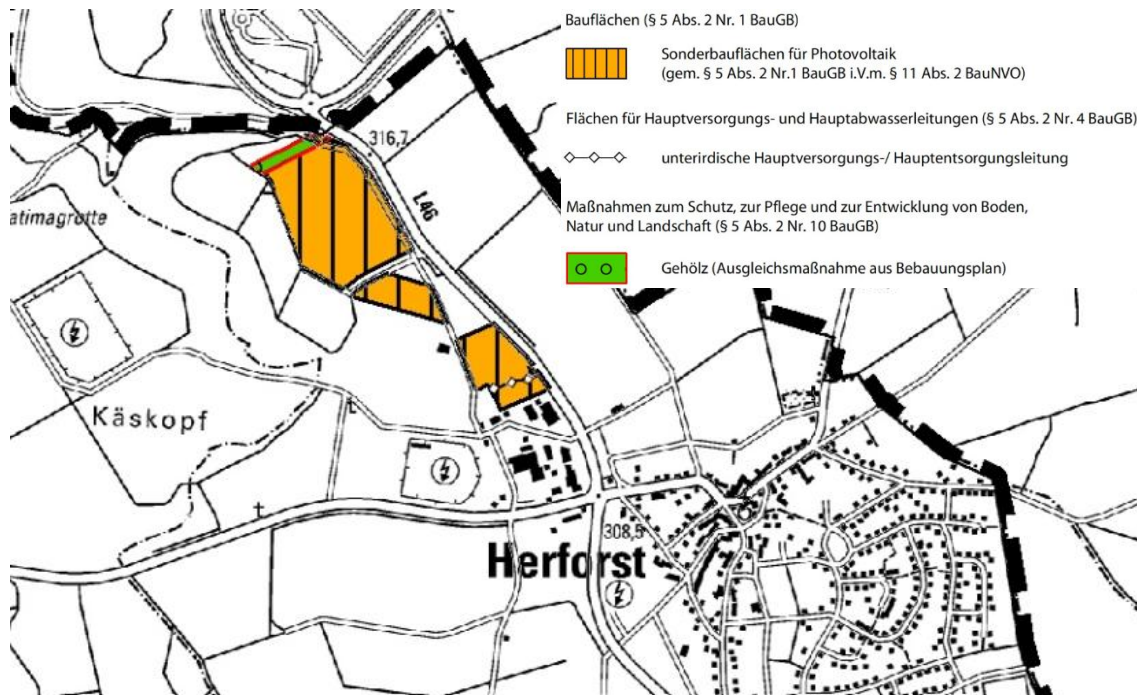 Bauflächen (§ 5 Abs. 2 Nr. 1 BauGB)
Sonderbauflächen für Photovoltaik
(gem. § 5 Abs. 2 Nr.1 BauGB i.V.m. § 11 Abs. 2 BauNVO)
Flächen für Hauptversorgungs- und Hauptabwasserleitungen (§ 5 Abs. 2 Nr. 4 BauGB)
unterirdische Hauptversorgungs-/ Hauptentsorgungsleitung
Maßnahmen zum Schutz, zur Pflege und zur Entwicklung von Boden,
Natur und Landschaft (§ 5 Abs. 2 Nr. 10 BauGB)
Gehölz (Ausgleichsmaßnahme aus Bebauungsplan)
316,7
L46
atimagrotte
Käskopf
308,5
Herforst